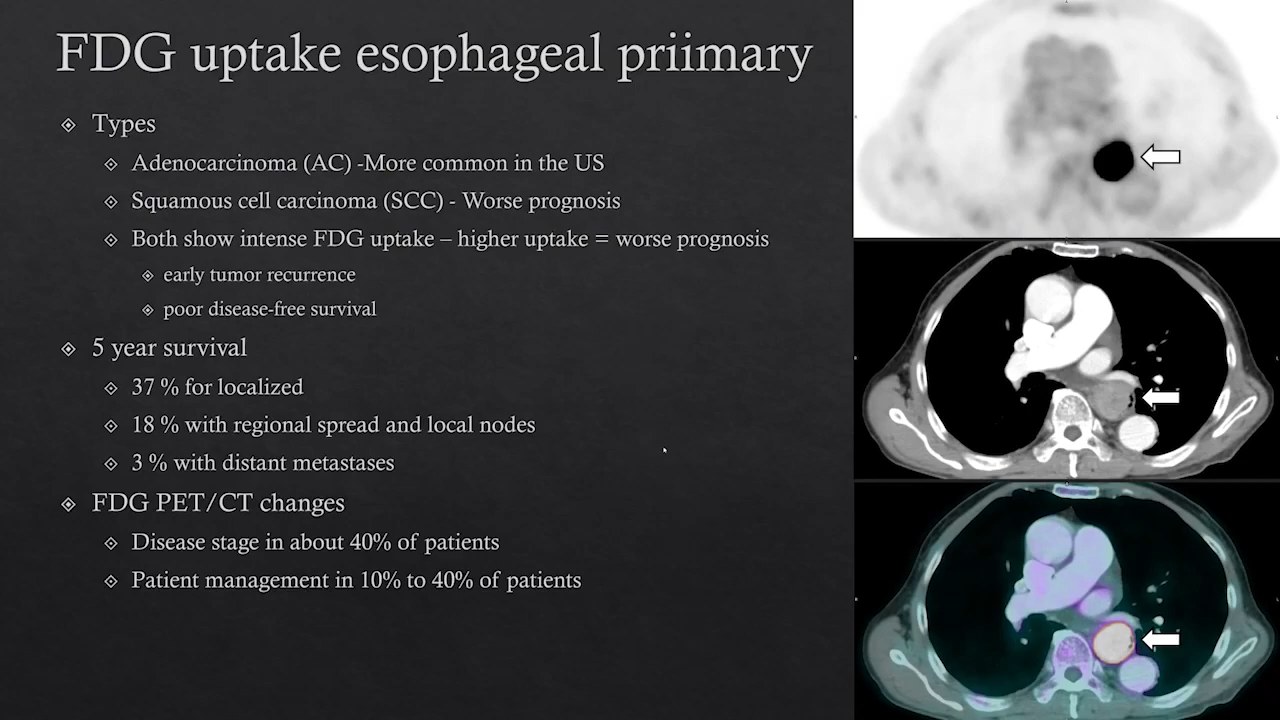 FDG uptake esophageal priimary
Types
Adenocarcinoma (AC) -More common in the US
Squamous cell carcinoma (SCC) - Worse prognosis
Both show intense FDG uptake – higher uptake = worse prognosis
early tumor recurrence
poor disease-free survival
5 year survival
37 % for localized
18 % with regional spread and local nodes
3 % with distant metastases
FDG PET/CT changes
Disease stage in about 40% of patients
Patient management in 10% to 40% of patients